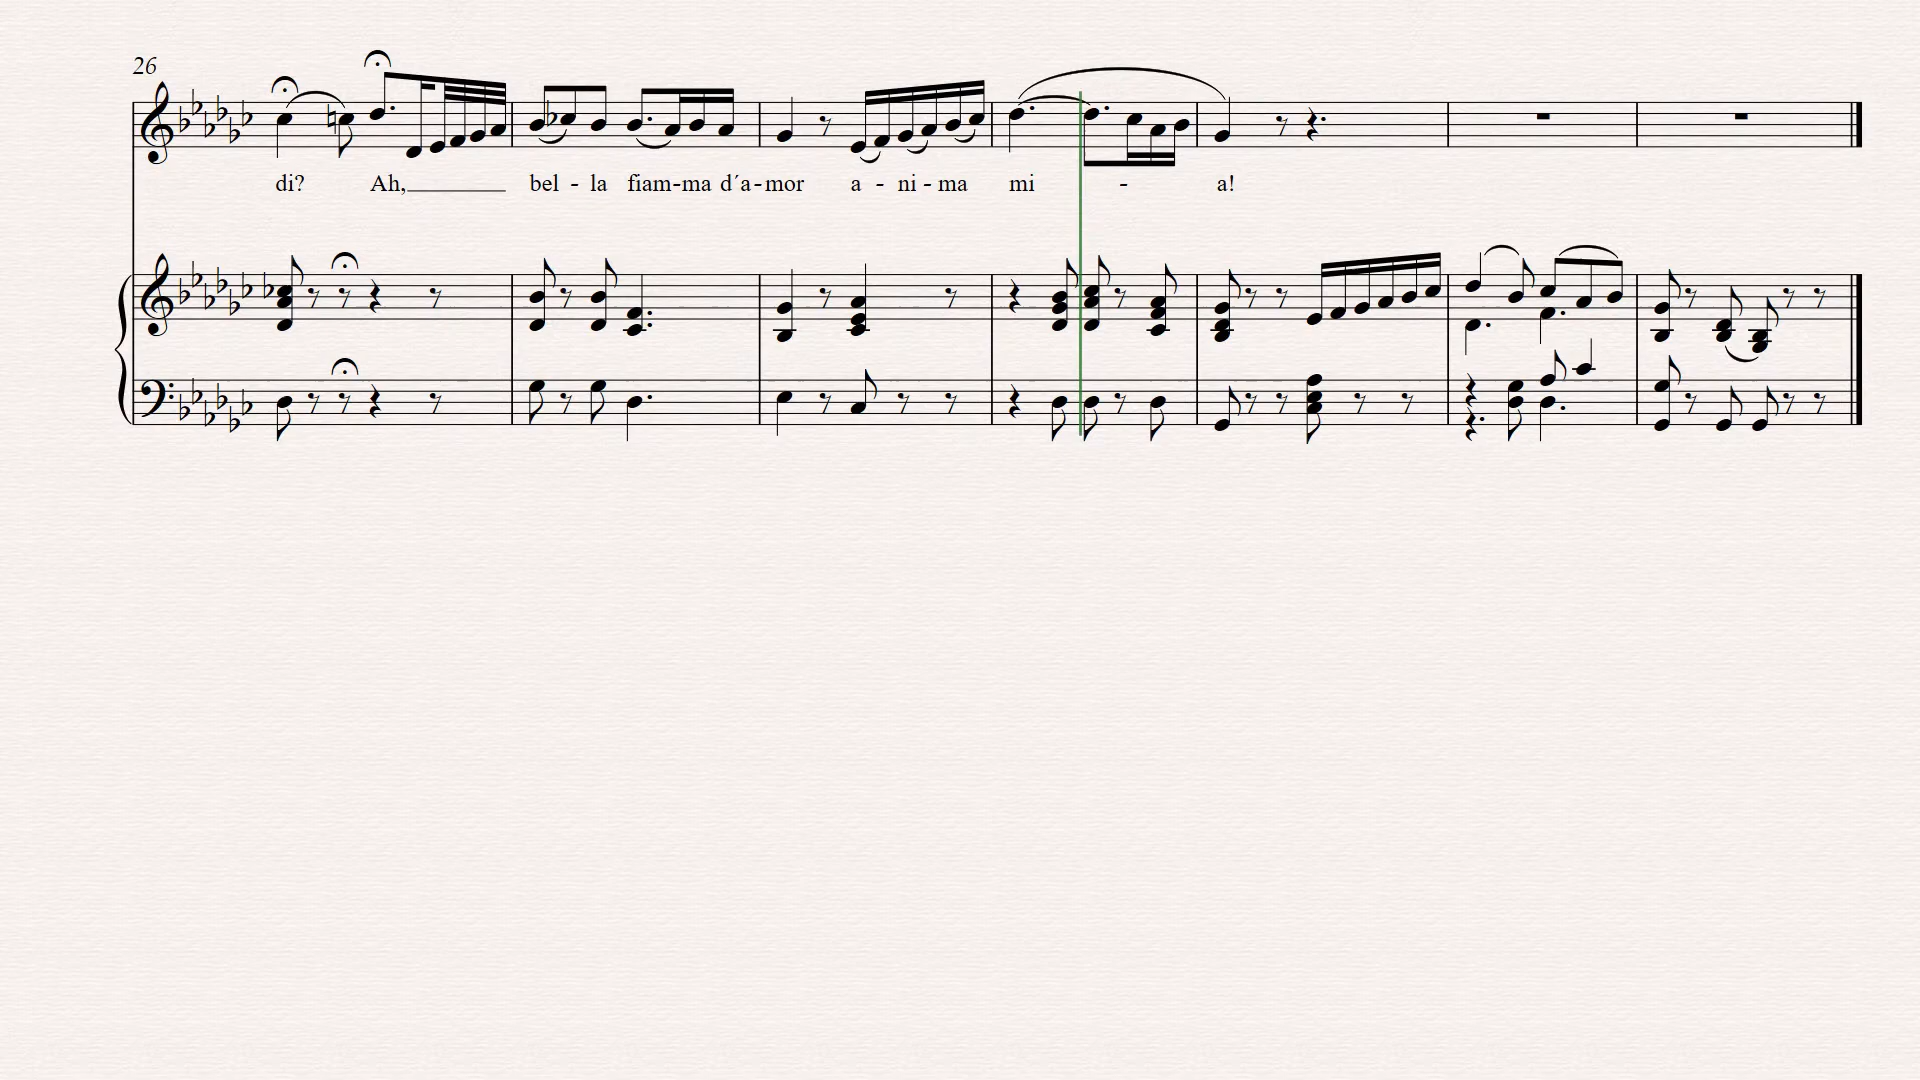 26
di? Ah, bel - la fiam-ma d´a-mor a - ni - ma mi - a!